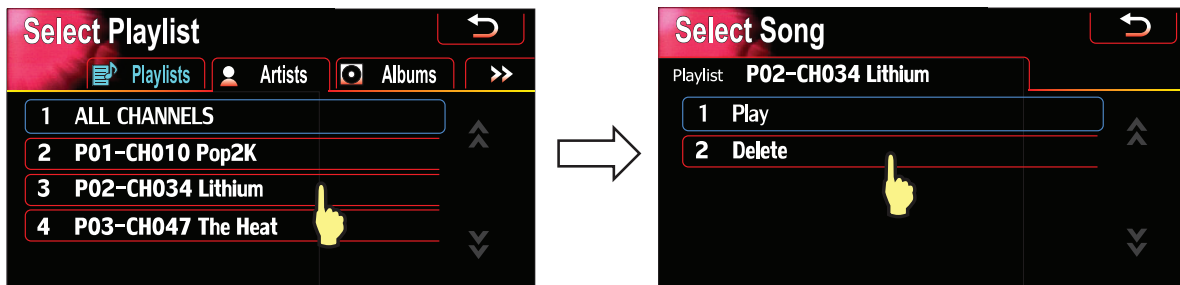 Select Playlist
Playlists Artists Albums >>
1 ALL CHANNELS
2 P01-CH010 Pop2K
3 P02-CH034 Lithium
4 P03-CH047 The Heat
Select Song
Playlist P02-CH034 Lithium
1 Play
2 Delete